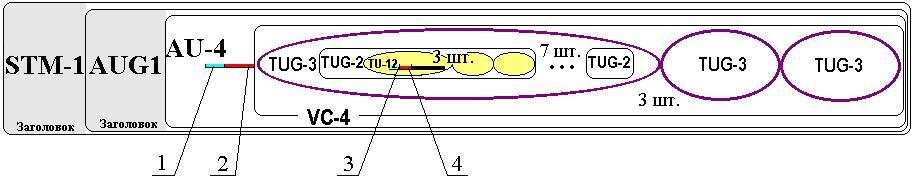 STM-1
Заголовок
AUG1
Заголовок
AU-4
TUG-3
TUG-2
TU-12
3 шт.
7 шт.
...
TUG-2
TUG-3
TUG-3
3 шт.
VC-4
1
2
3
4